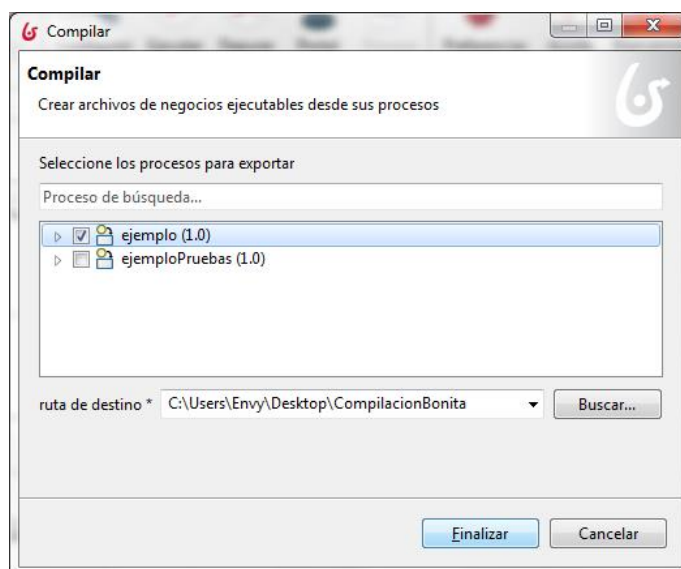 Compilar
Compilar
Crear archivos de negocios ejecutables desde sus procesos
Seleccione los procesos para exportar
Proceso de búsqueda...
ejemplo (1.0)
ejemploPruebas (1.0)
ruta de destino * C:\Users\Envy\Desktop\CompilacionBonita Buscar...
Finalizar Cancelar